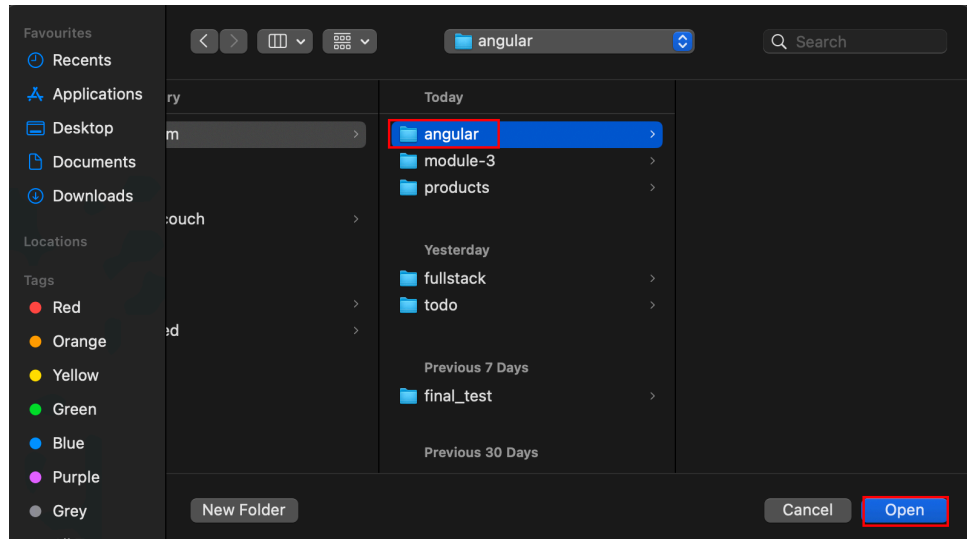 Favourites
Recents
Applications
Desktop
Documents
Downloads
Locations
Tags
Red
Orange
Yellow
Green
Blue
Purple
Grey
angular
Search
ry
m
couch
ed
Today
angular
module-3
products
Yesterday
fullstack
todo
Previous 7 Days
final_test
Previous 30 Days
New Folder
Cancel
Open